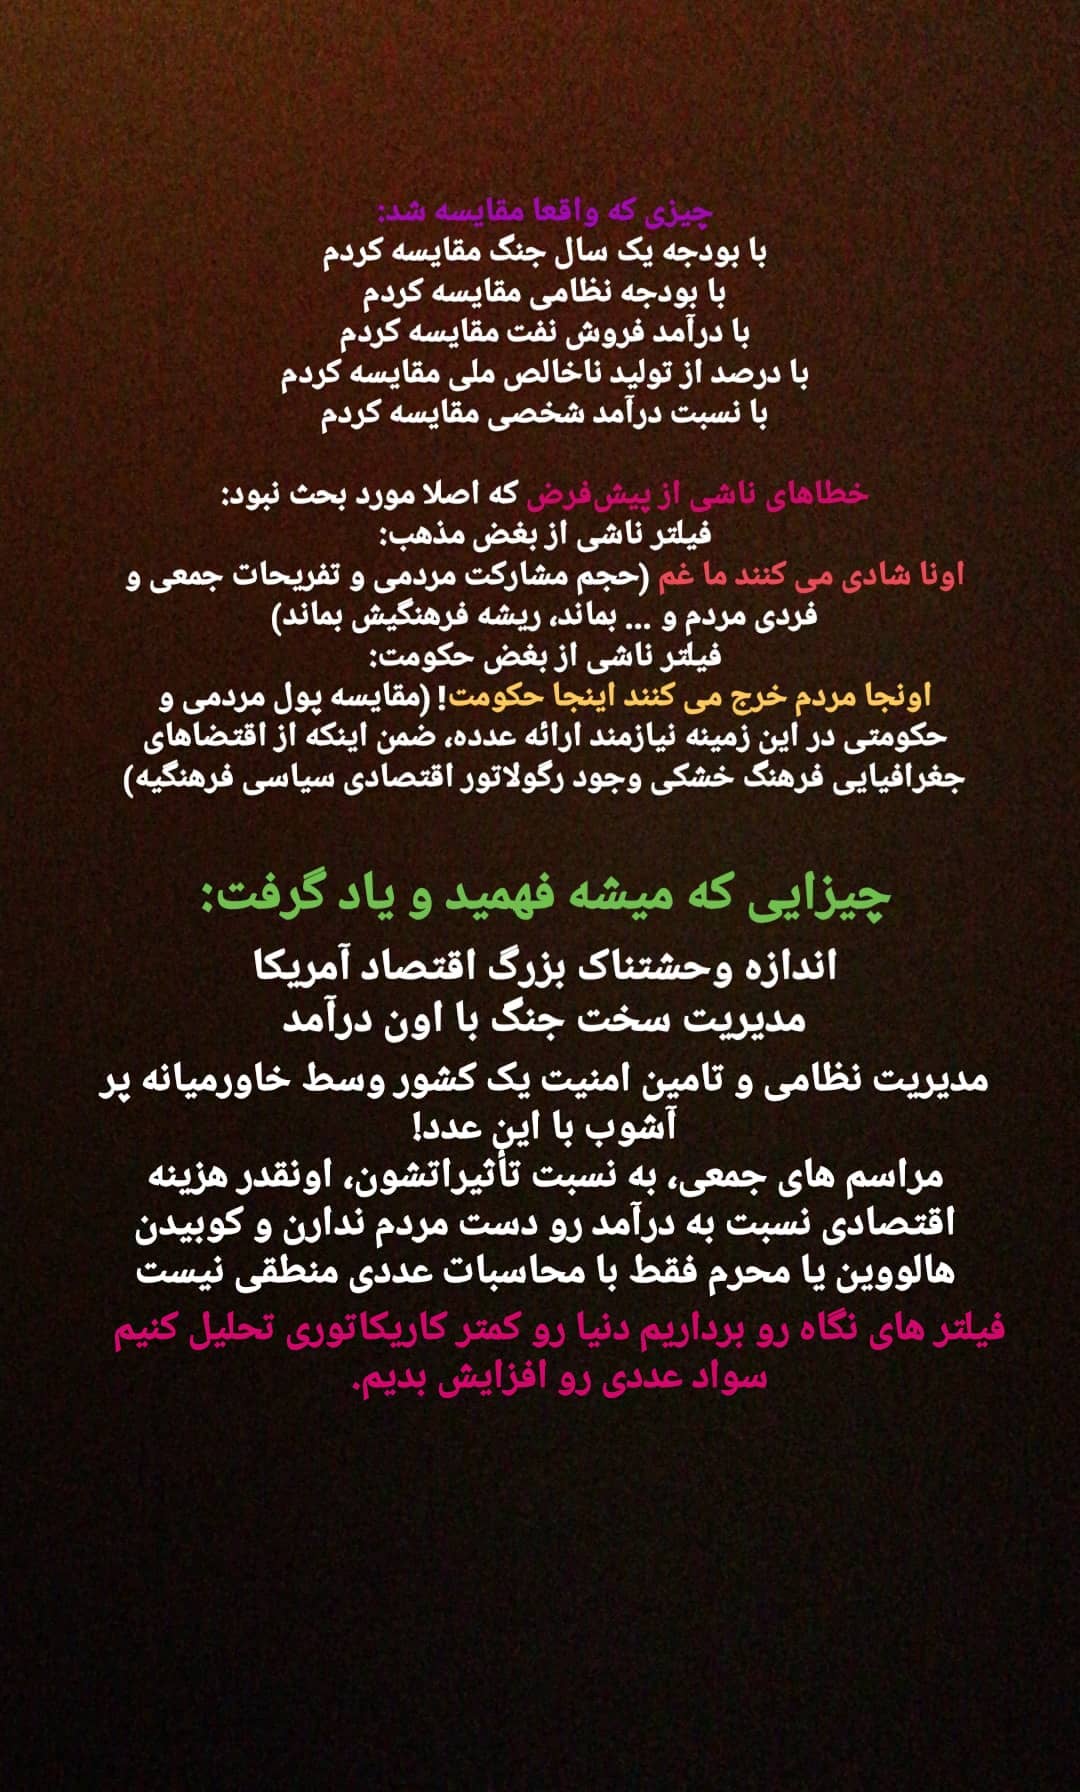 چیزی که واقعا مقایسه شد:
با بودجه یک سال جنگ مقایسه کردم
با بودجه نظامی مقایسه کردم
با درآمد فروش نفت مقایسه کردم
با درصد از تولید ناخالص ملی مقایسه کردم
با نسبت درآمد شخصی مقایسه کردم
خطاهای ناشی از پیش‌فرض که اصلا مورد بحث نبود:
فیلتر ناشی از بغض مذهب:
اونا شادی می کنند ما غم (حجم مشارکت مردمی و تفریحات جمعی و
فردی مردم و ... بماند، ریشه فرهنگیش بماند)
فیلتر ناشی از بغض حکومت:
اونجا مردم خرج می کنند اینجا حکومت! (مقایسه پول مردمی و
حکومتی در این زمینه نیازمند ارائه عدده، ضمن اینکه از اقتضاهای
جغرافیایی فرهنگ خشکی وجود رگولاتور اقتصادی سیاسی فرهنگیه)
چیزایی که میشه فهمید و یاد گرفت:
اندازه وحشتناک بزرگ اقتصاد آمریکا
مدیریت سخت جنگ با اون درآمد
مدیریت نظامی و تامین امنیت یک کشور وسط خاورمیانه پر
آشوب با این عدد!
مراسم های جمعی، به نسبت تأثیراتشون، اونقدر هزینه
اقتصادی نسبت به درآمد رو دست مردم ندارن و کوبیدن
هالووین یا محرم فقط با محاسبات عددی منطقی نیست
فیلتر های نگاه رو برداریم دنیا رو کمتر کاریکاتوری تحلیل کنیم
سواد عددی رو افزایش بدیم.